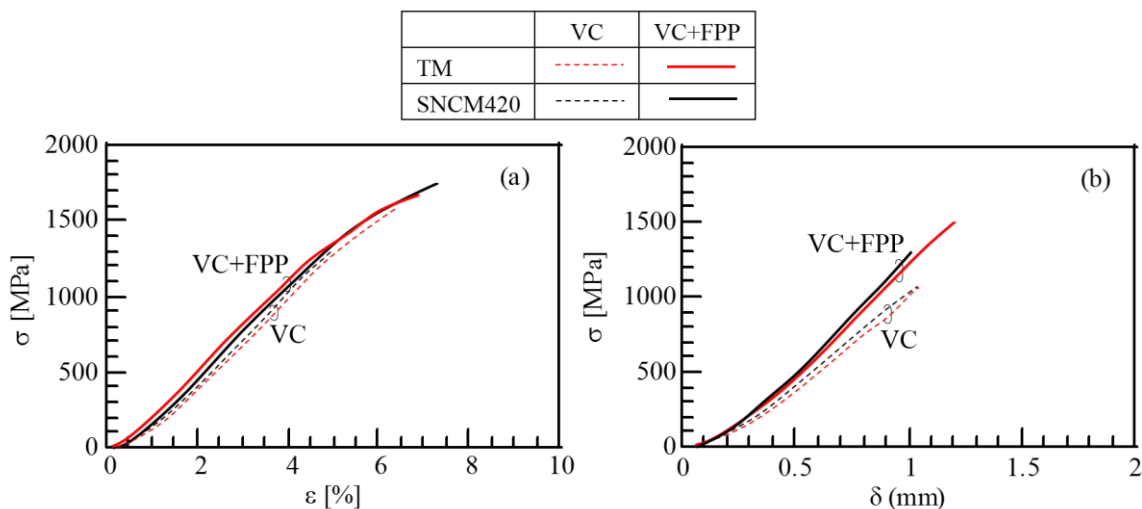 VC VC+FPP
TM
SNCM420
2000
1500
1000
500
0
σ [MPa]
(a)
VC+FPP
VC
0 2 4 6 8 10
ε [%]
2000
1500
1000
500
0
σ [MPa]
(b)
VC+FPP
VC
0 0.5 1 1.5 2
δ (mm)